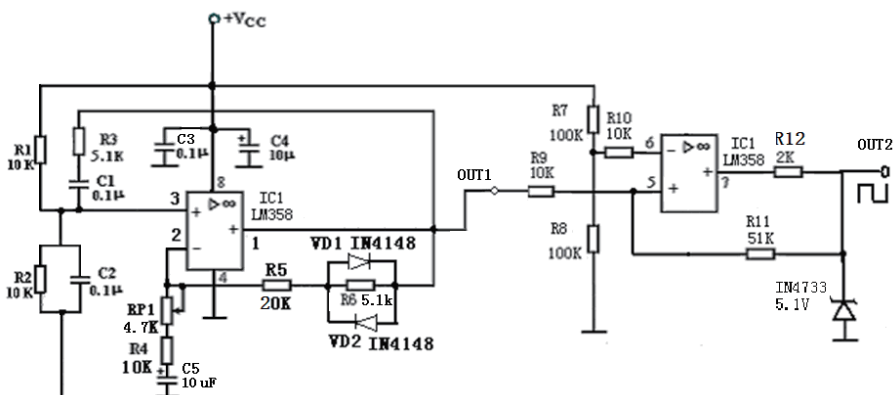 +VCC
R1
10K
R3
5.1K
C1
0.1μ
C3
0.1μ
C4
10μ
8
IC1
LM358
3
+
▷∞
+
1
2
−
4
R2
10K
C2
0.1μ
RP1
4.7K
R4
10K
C5
10uF
R5
20K
VD1 IN4148
R6 5.1k
VD2 IN4148
OUT1
R9
10K
R7
100K
R10
10K
R8
100K
6
−
▷∞
+
7
5
+
IC1
LM358
R12
2K
OUT2
R11
51K
IN4733
5.1V